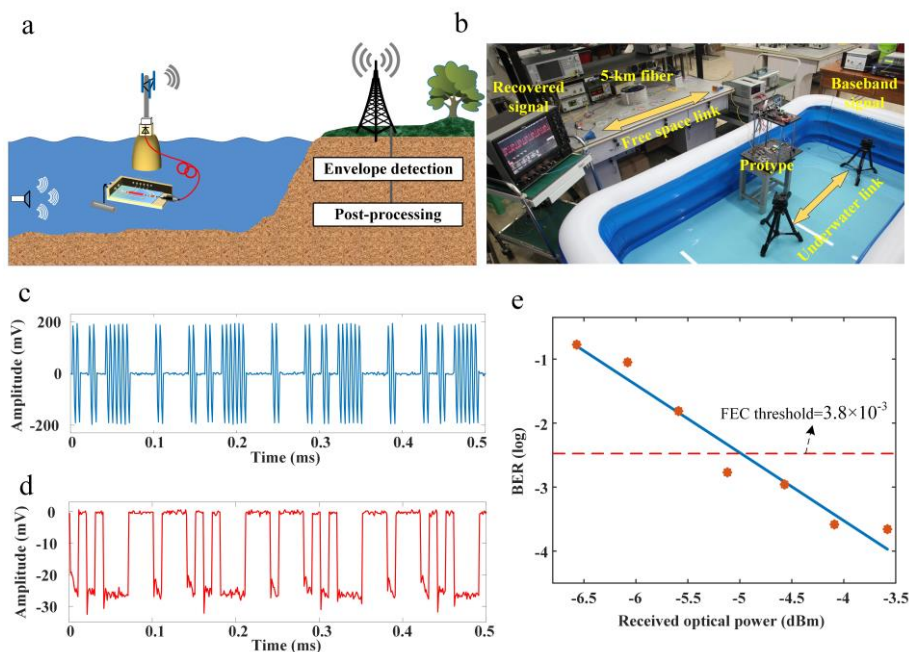 a
Envelope detection
Post-processing
b
Recovered signal
5-km fiber
Free space link
Baseband signal
Protype
Underwater link
c
Amplitude (mV)
200
0
-200
0 0.1 0.2 0.3 0.4 0.5
Time (ms)
d
Amplitude (mV)
0
-10
-20
-30
0 0.1 0.2 0.3 0.4 0.5
Time (ms)
e
BER (log)
-1
-2
-3
-4
FEC threshold=3.8×10⁻³
-6.5 -6 -5.5 -5 -4.5 -4 -3.5
Received optical power (dBm)